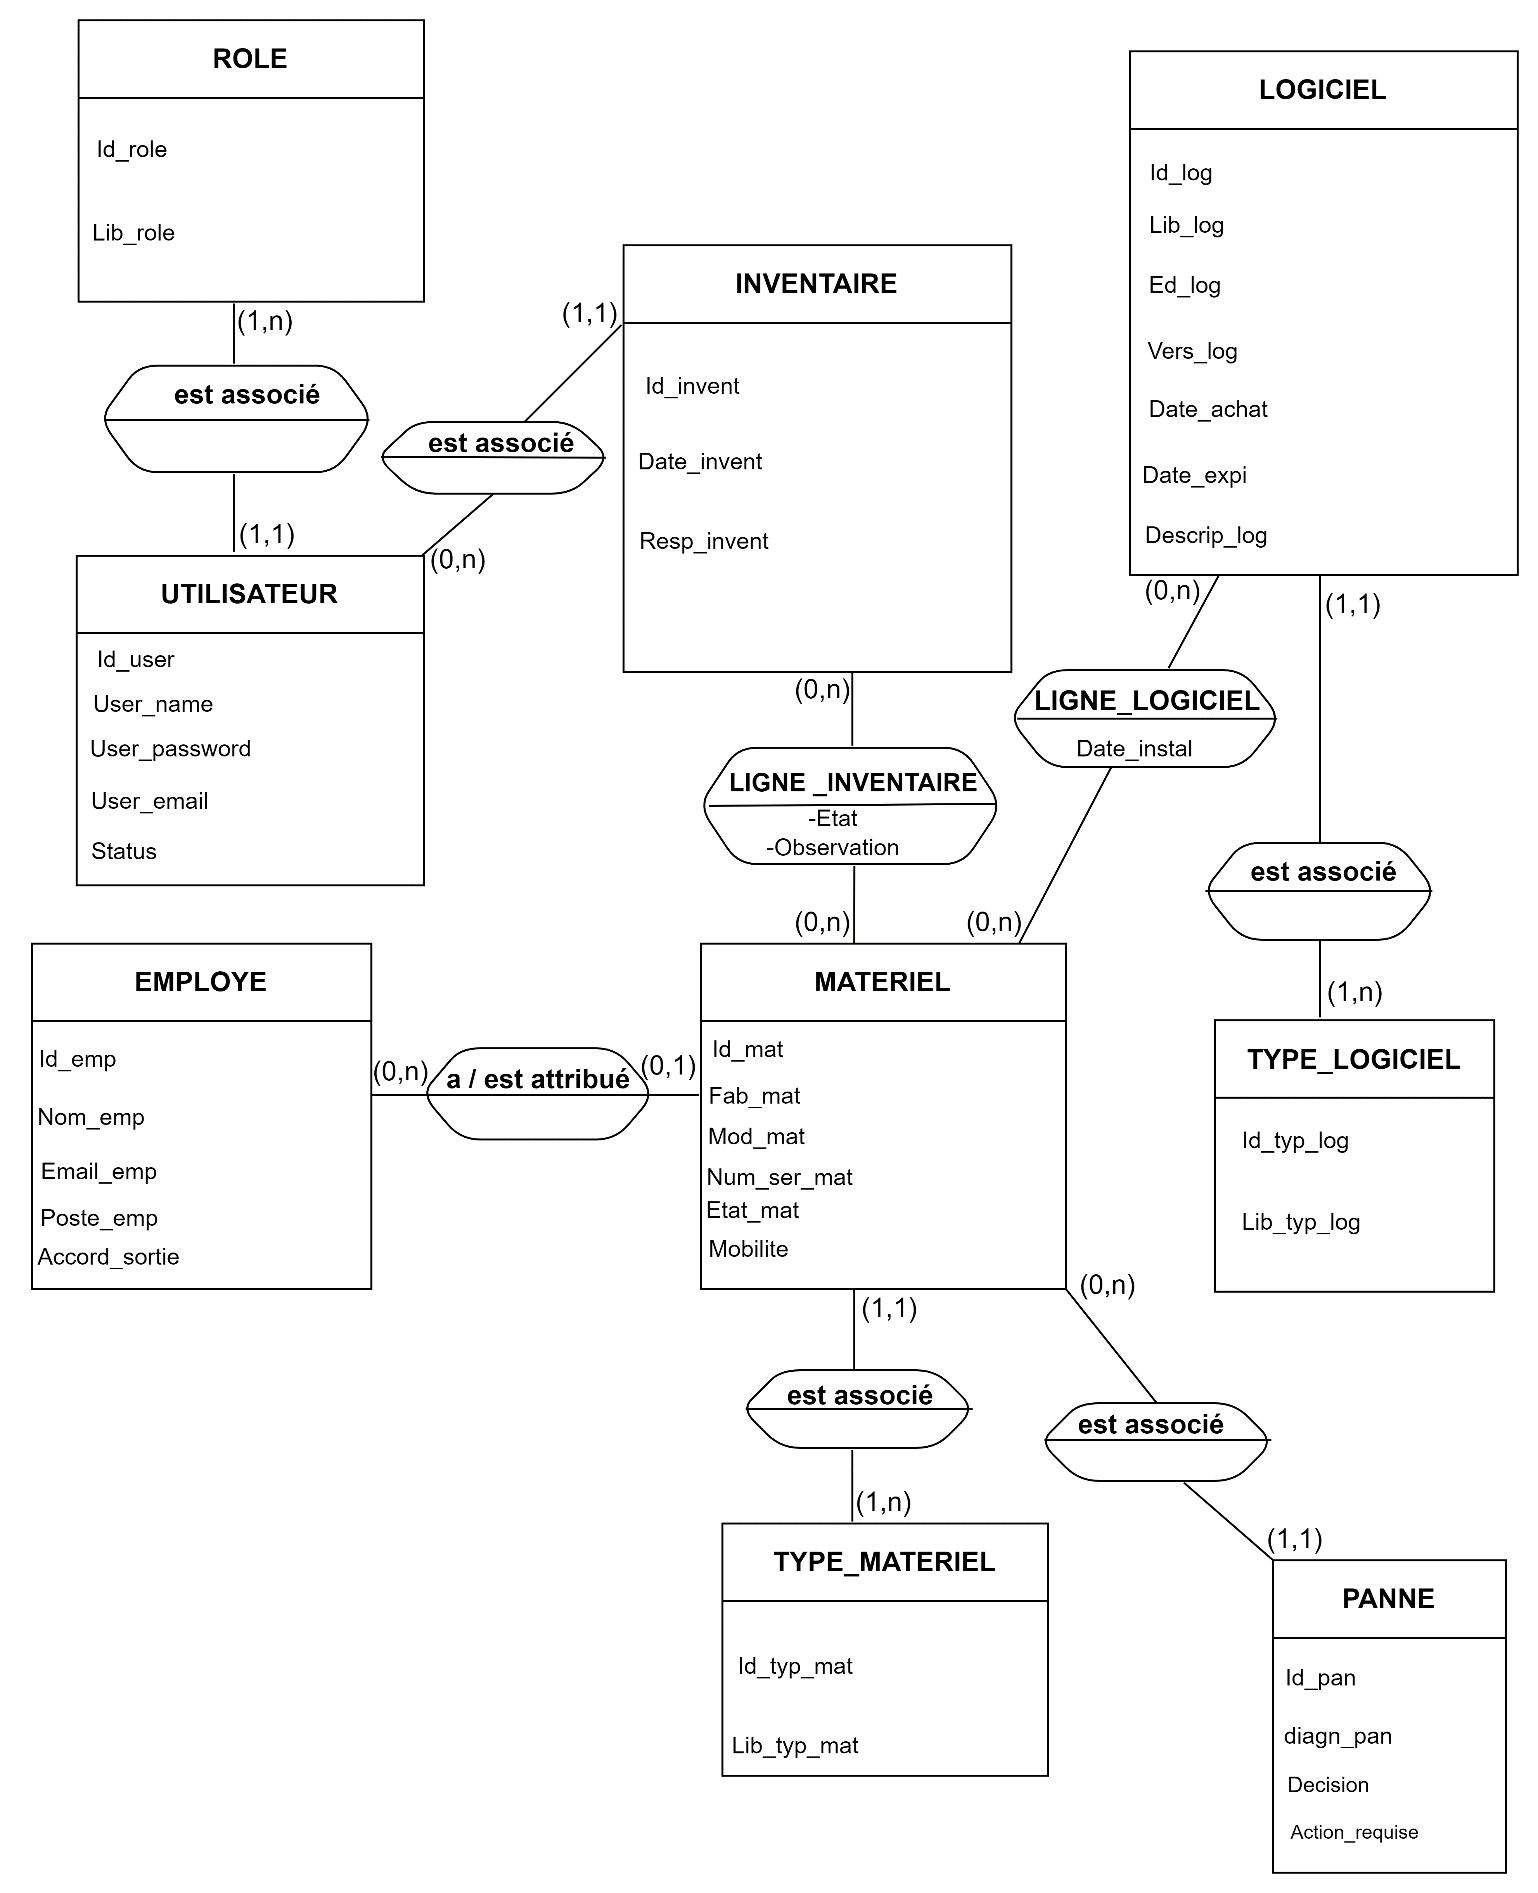 ROLE
Id_role
Lib_role
(1,n)
est associé
(1,1)
UTILISATEUR
Id_user
User_name
User_password
User_email
Status
(0,n)
est associé
(1,1)
INVENTAIRE
Id_invent
Date_invent
Resp_invent
(0,n)
LIGNE _INVENTAIRE
-Etat
-Observation
(0,n)
LOGICIEL
Id_log
Lib_log
Ed_log
Vers_log
Date_achat
Date_expi
Descrip_log
(0,n)
LIGNE_LOGICIEL
Date_instal
(0,n)
(1,1)
est associé
(1,n)
TYPE_LOGICIEL
Id_typ_log
Lib_typ_log
EMPLOYE
Id_emp
Nom_emp
Email_emp
Poste_emp
Accord_sortie
(0,n)
a / est attribué
(0,1)
MATERIEL
Id_mat
Fab_mat
Mod_mat
Num_ser_mat
Etat_mat
Mobilite
(1,1)
est associé
(1,n)
TYPE_MATERIEL
Id_typ_mat
Lib_typ_mat
(0,n)
est associé
(1,1)
PANNE
Id_pan
diagn_pan
Decision
Action_requise